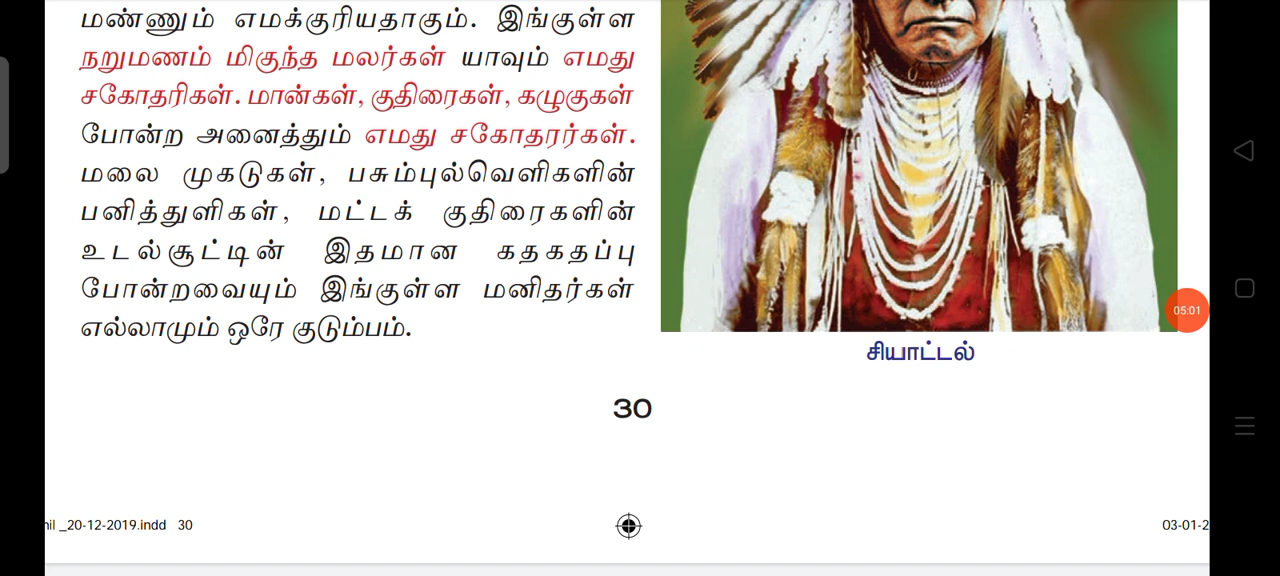 மண்ணும் எமக்குரியதாகும். இங்குள்ள
நறுமணம் மிகுந்த மலர்கள் யாவும் எமது
சகோதரிகள். மான்கள், குதிரைகள், கழுகுகள்
போன்ற அனைத்தும் எமது சகோதரர்கள்.
மலை முகடுகள், பசும்புல்வெளிகளின்
பனித்துளிகள், மட்டக் குதிரைகளின்
உடல்சூட்டின் இதமான கதகதப்பு
போன்றவையும் இங்குள்ள மனிதர்கள்
எல்லாமும் ஒரே குடும்பம்.
05:01
சியாட்டல்
30
nil _20-12-2019.indd 30
03-01-2